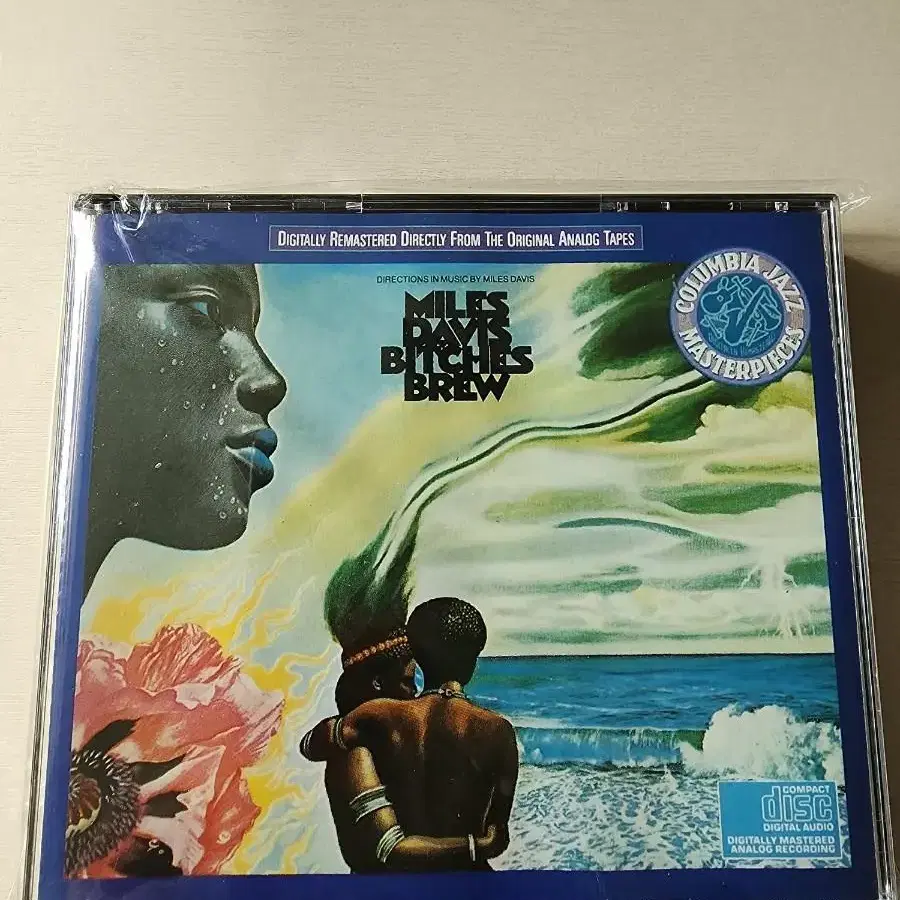 DIGITALLY REMASTERED DIRECTLY FROM THE ORIGINAL ANALOG TAPES
DIRECTIONS IN MUSIC BY MILES DAVIS
MILES
DAVIS
BITCHES
BREW
COLUMBIA JAZZ
MASTERPIECES
COMPACT
disc
DIGITAL AUDIO
DIGITALLY MASTERED
ANALOG RECORDING